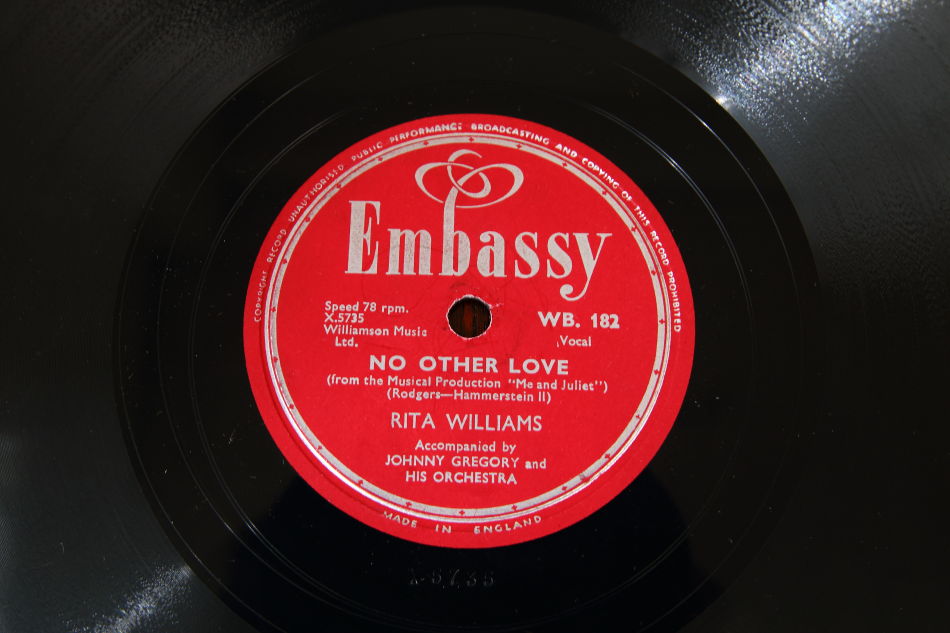 COPYRIGHT RECORD UNAUTHORISED PUBLIC PERFORMANCE BROADCASTING AND COPYING OF THIS RECORD PROHIBITED
Embassy
Speed 78 rpm.
X.5735
Williamson Music
Ltd.
WB. 182
Vocal
NO OTHER LOVE
(from the Musical Production "Me and Juliet")
(Rodgers—Hammerstein II)
RITA WILLIAMS
Accompanied by
JOHNNY GREGORY and
HIS ORCHESTRA
MADE IN ENGLAND
X5735